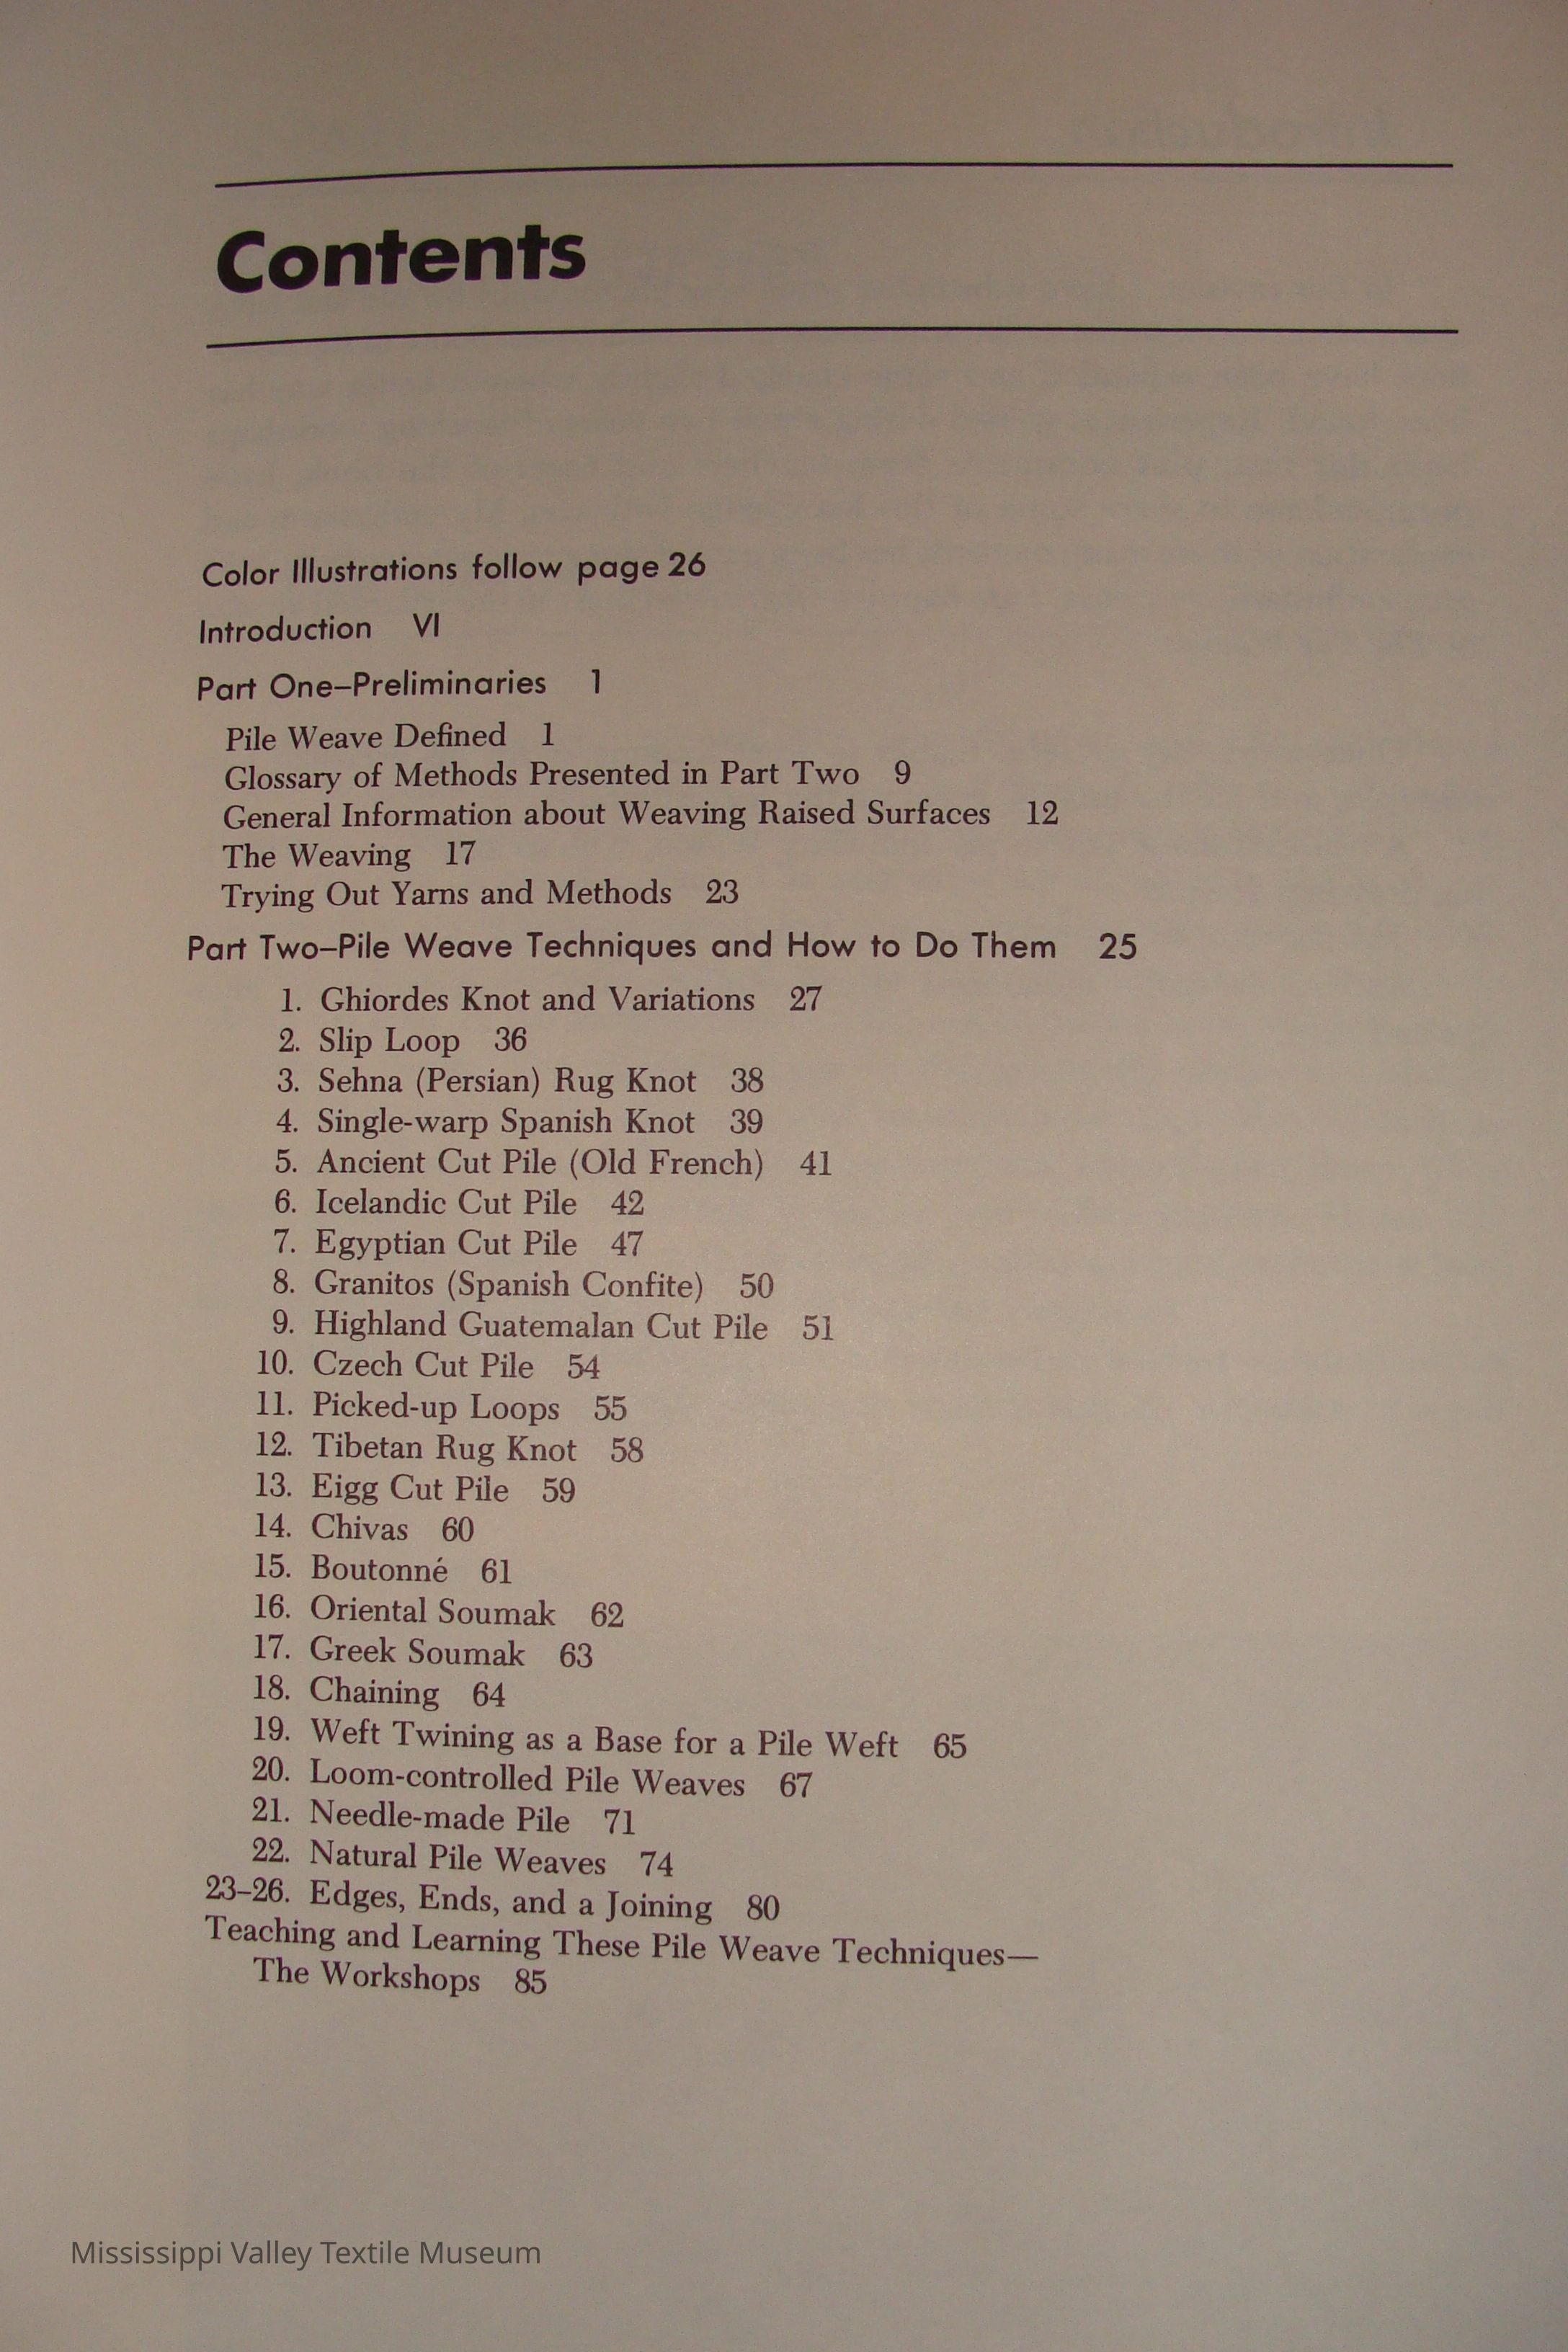 Contents
Color Illustrations follow page 26
Introduction VI
Part One–Preliminaries 1
Pile Weave Defined 1
Glossary of Methods Presented in Part Two 9
General Information about Weaving Raised Surfaces 12
The Weaving 17
Trying Out Yarns and Methods 23
Part Two–Pile Weave Techniques and How to Do Them 25
1. Ghiordes Knot and Variations 27
2. Slip Loop 36
3. Sehna (Persian) Rug Knot 38
4. Single-warp Spanish Knot 39
5. Ancient Cut Pile (Old French) 41
6. Icelandic Cut Pile 42
7. Egyptian Cut Pile 47
8. Granitos (Spanish Confite) 50
9. Highland Guatemalan Cut Pile 51
10. Czech Cut Pile 54
11. Picked-up Loops 55
12. Tibetan Rug Knot 58
13. Eigg Cut Pile 59
14. Chivas 60
15. Boutonné 61
16. Oriental Soumak 62
17. Greek Soumak 63
18. Chaining 64
19. Weft Twining as a Base for a Pile Weft 65
20. Loom-controlled Pile Weaves 67
21. Needle-made Pile 71
22. Natural Pile Weaves 74
23–26. Edges, Ends, and a Joining 80
Teaching and Learning These Pile Weave Techniques—
The Workshops 85
Mississippi Valley Textile Museum